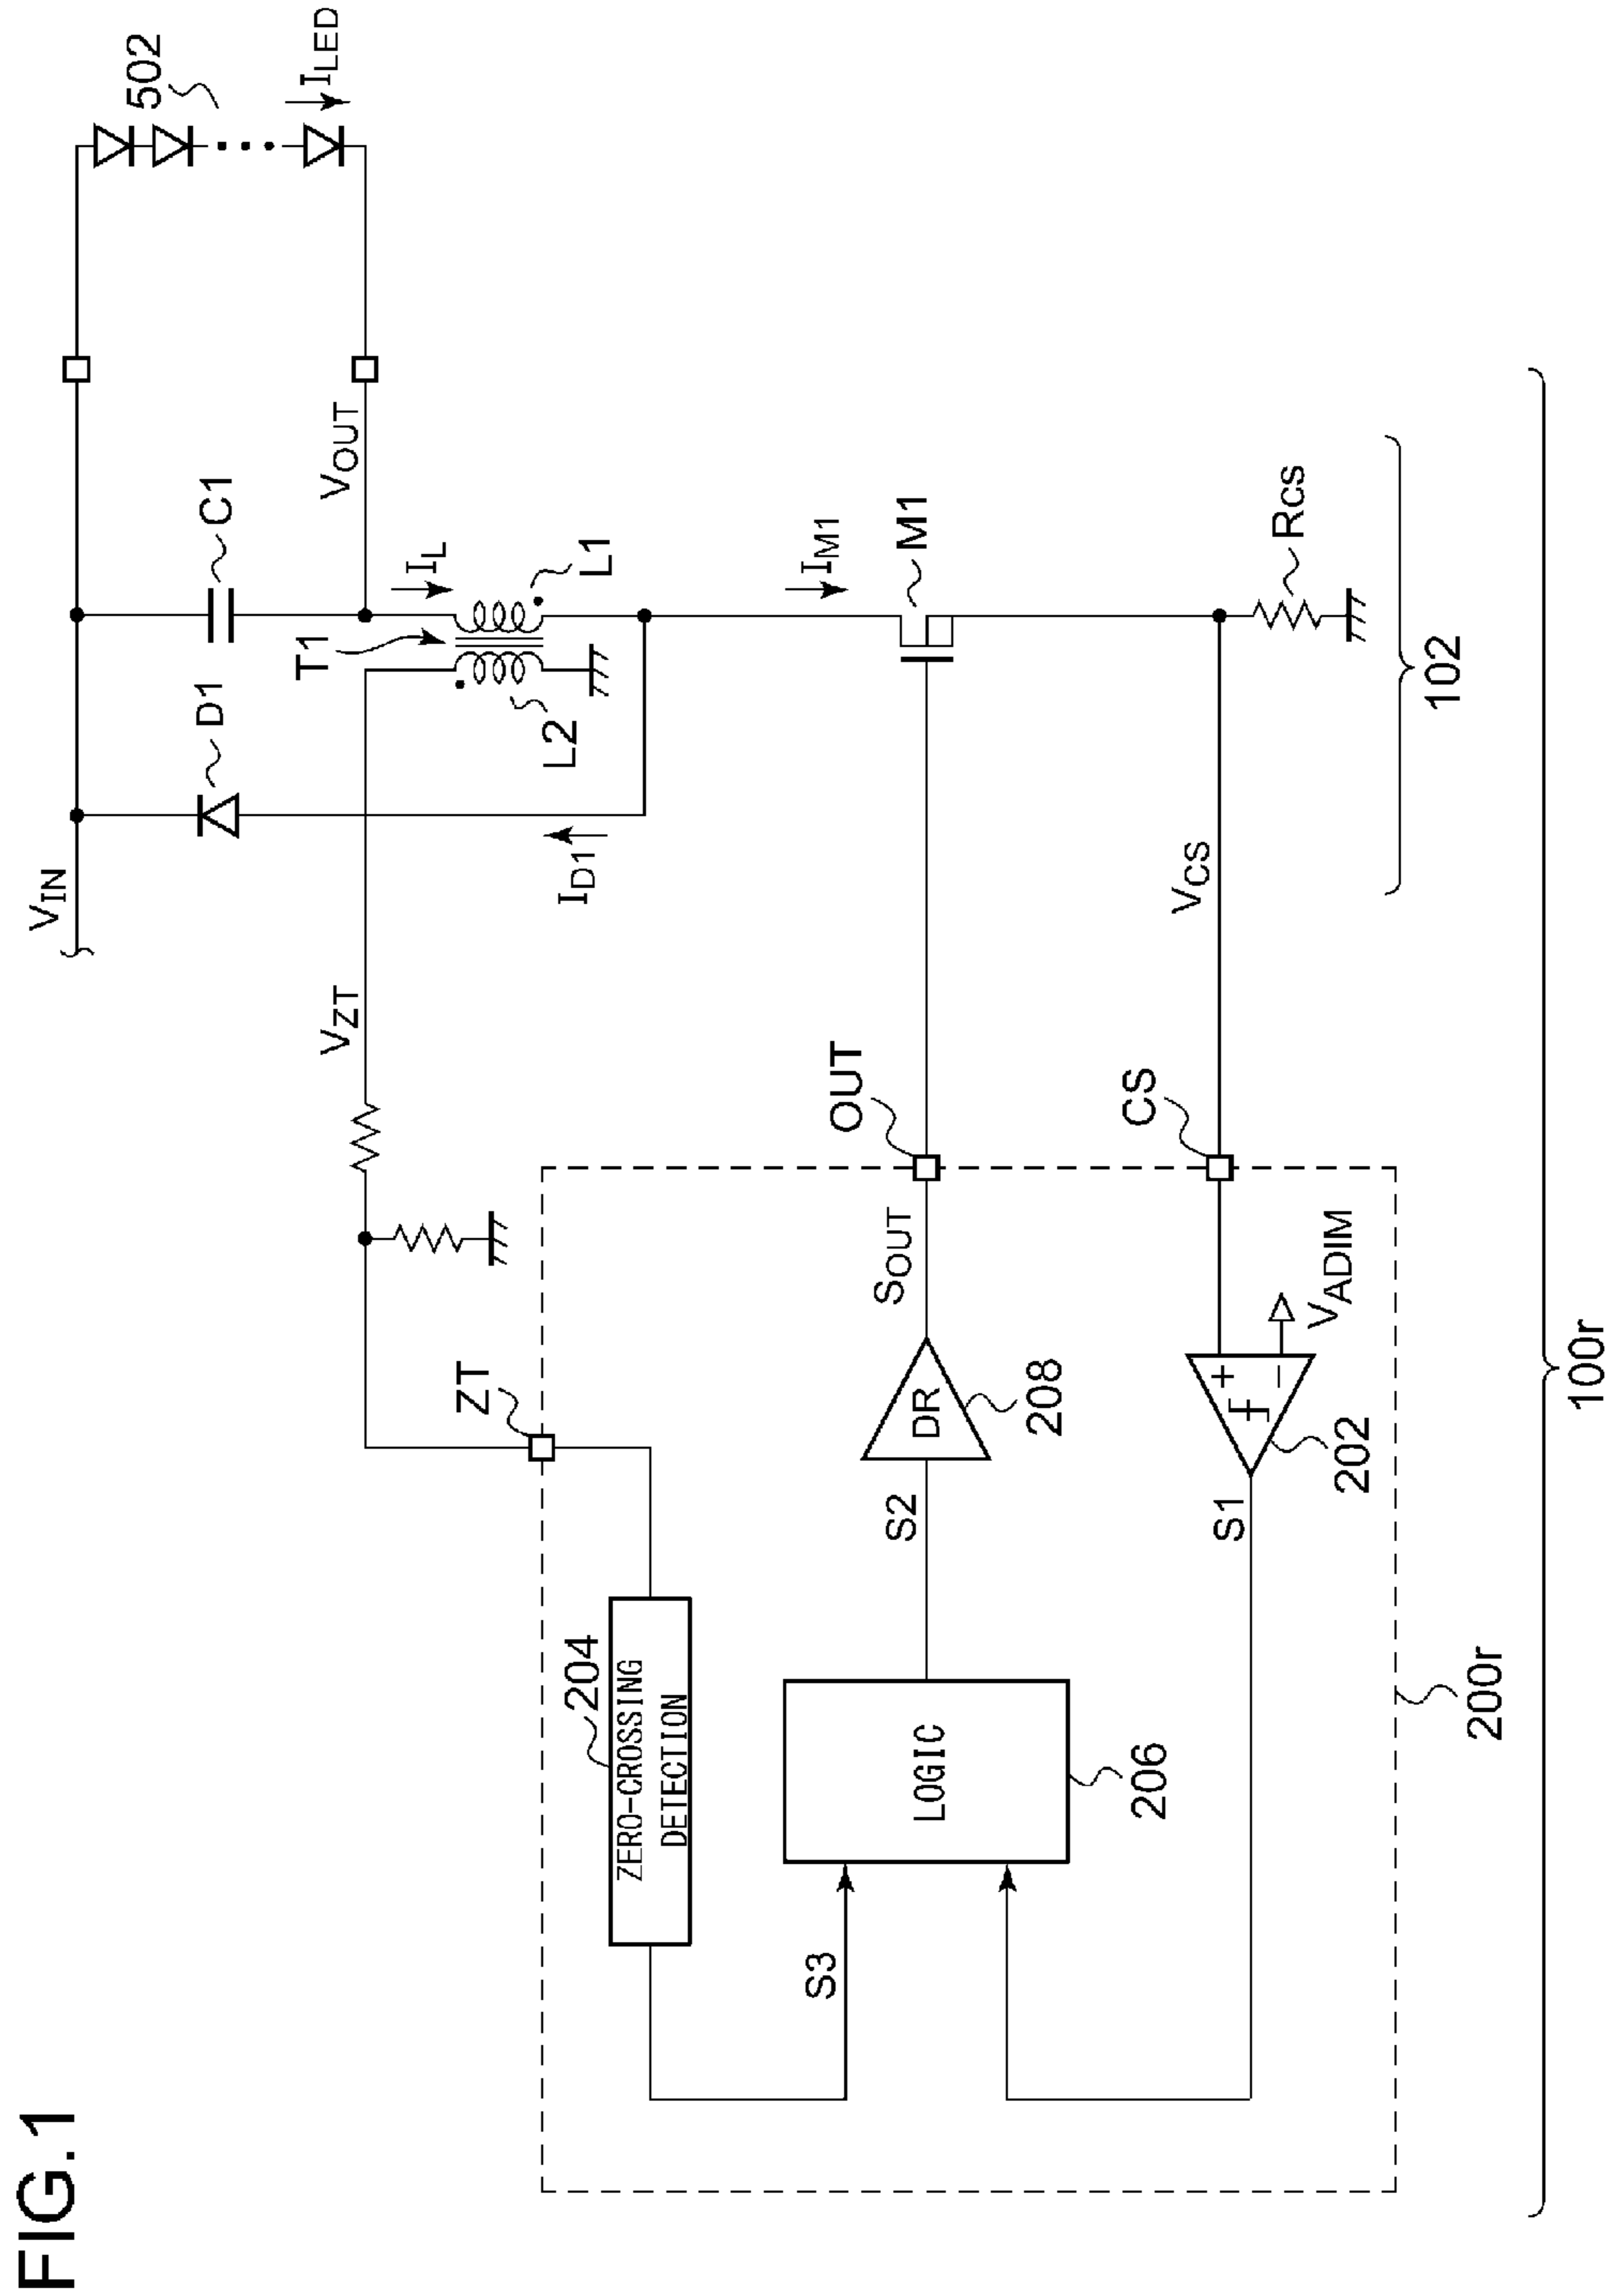 FIG.1
V_IN
D1
C1
502
I_LED
V_ZT
T1
V_OUT
I_L
L1
L2
I_D1
ZT
204
ZERO-CROSSING
DETECTION
S3
LOGIC
206
S2
DR
208
S_OUT
OUT
I_M1
M1
V_CS
CS
S1
202
+
−
V_ADIM
Rcs
102
200r
100r